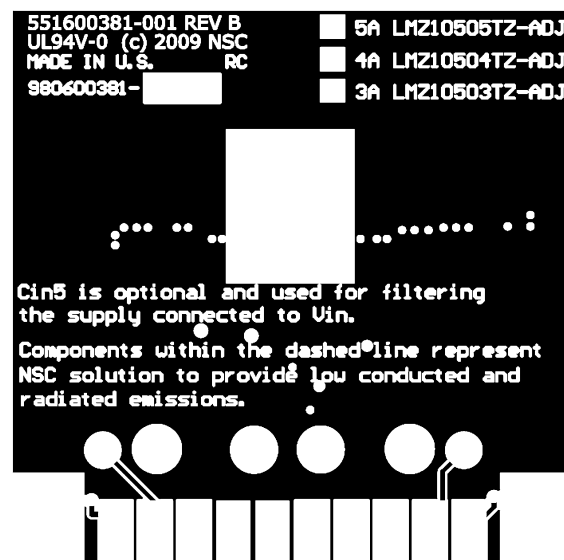 551600381-001 REV B
UL94V-0 (c) 2009 NSC
MADE IN U.S. RC
980600381-
5A LMZ10505TZ-ADJ
4A LMZ10504TZ-ADJ
3A LMZ10503TZ-ADJ
Cin5 is optional and used for filtering
the supply connected to Vin.
Components within the dashed line represent
NSC solution to provide low conducted and
radiated emissions.